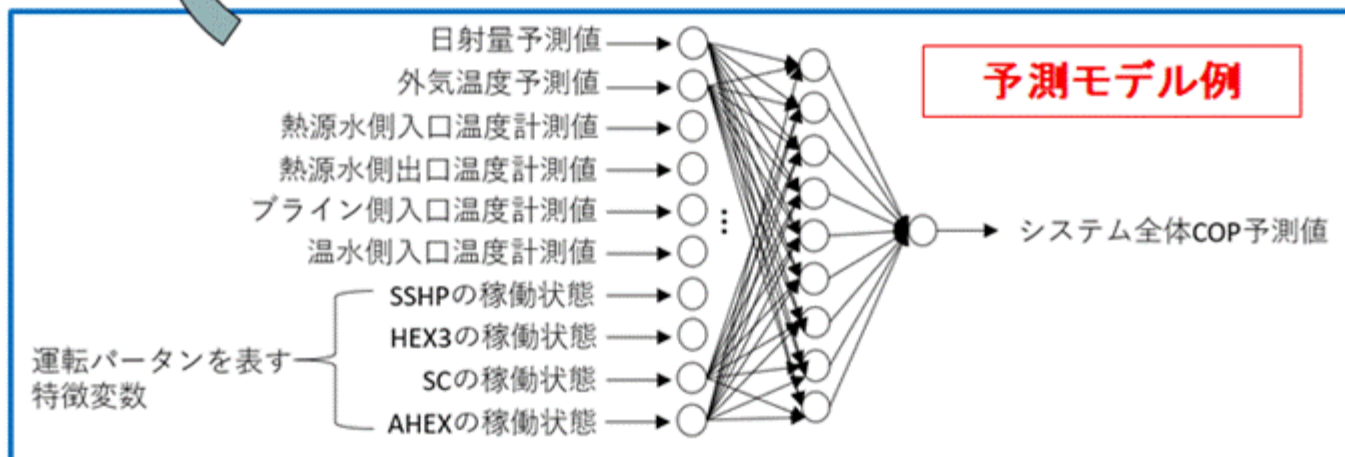 日射量予測値
外気温度予測値
熱源水側入口温度計測値
熱源水側出口温度計測値
ブライン側入口温度計測値
温水側入口温度計測値
SSHPの稼働状態
HEX3の稼働状態
SCの稼働状態
AHEXの稼働状態
運転パータンを表す
特徴変数
…
予測モデル例
システム全体COP予測値